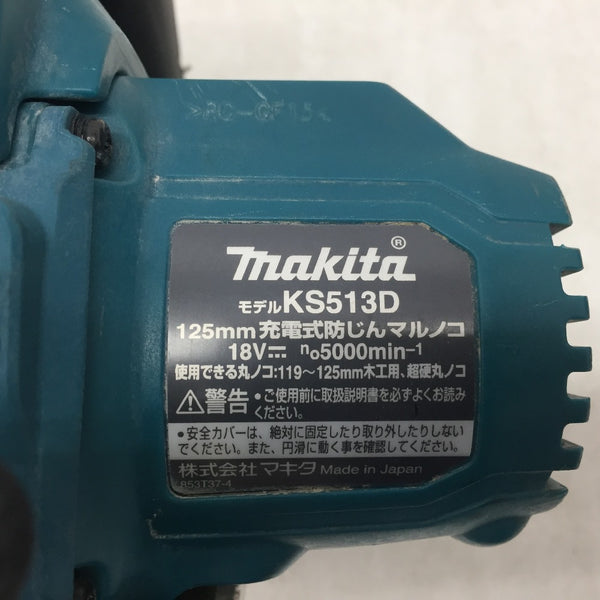 >PC-GF15<
makita®
モデルKS513D
125mm 充電式防じんマルノコ
18V⎓ n₀5000min⁻¹
使用できる丸ノコ:119～125mm木工用、超硬丸ノコ
警告 •ご使用前に取扱説明書を必ずよくお読み
ください。
•安全カバーは、絶対に固定したり取り外したりしない
でください。また、円滑に動く事を確認してください。
株式会社マキタ Made in Japan
853T37-4